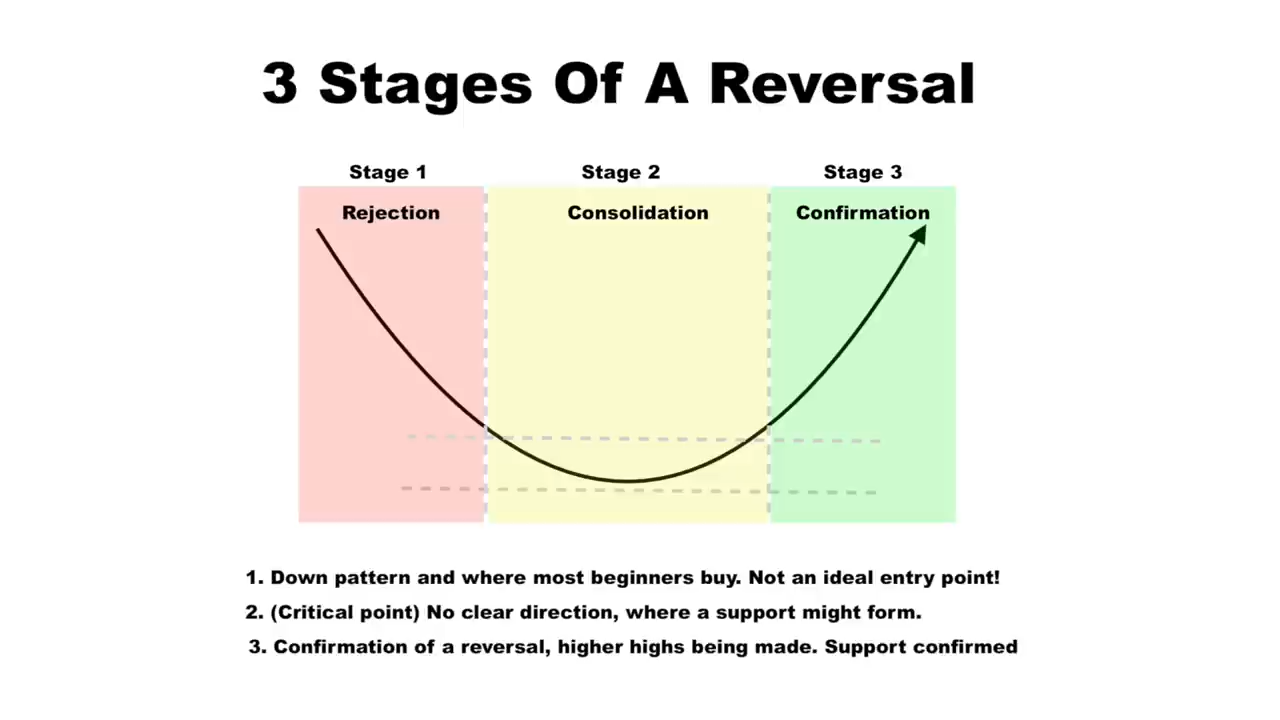 3 Stages Of A Reversal
Stage 1
Stage 2
Stage 3
Rejection
Consolidation
Confirmation
1. Down pattern and where most beginners buy. Not an ideal entry point!
2. (Critical point) No clear direction, where a support might form.
3. Confirmation of a reversal, higher highs being made. Support confirmed